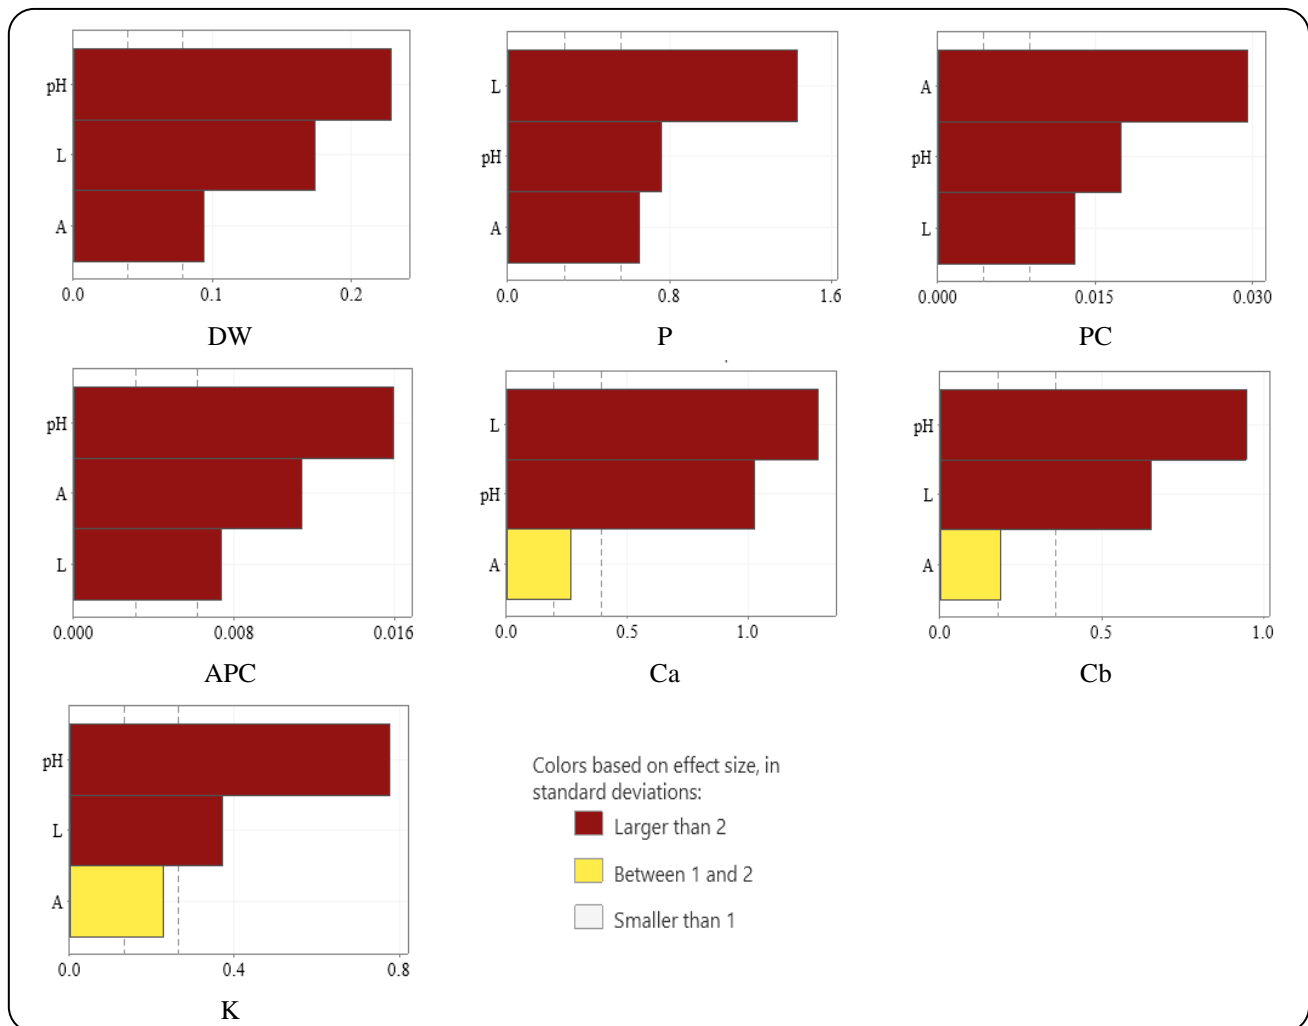 pH
L
A
0.0 0.1 0.2
DW
L
pH
A
0.0 0.8 1.6
P
A
pH
L
0.000 0.015 0.030
PC
pH
A
L
0.000 0.008 0.016
APC
L
pH
A
0.0 0.5 1.0
Ca
pH
L
A
0.0 0.5 1.0
Cb
pH
L
A
0.0 0.4 0.8
K
Colors based on effect size, in
standard deviations:
Larger than 2
Between 1 and 2
Smaller than 1